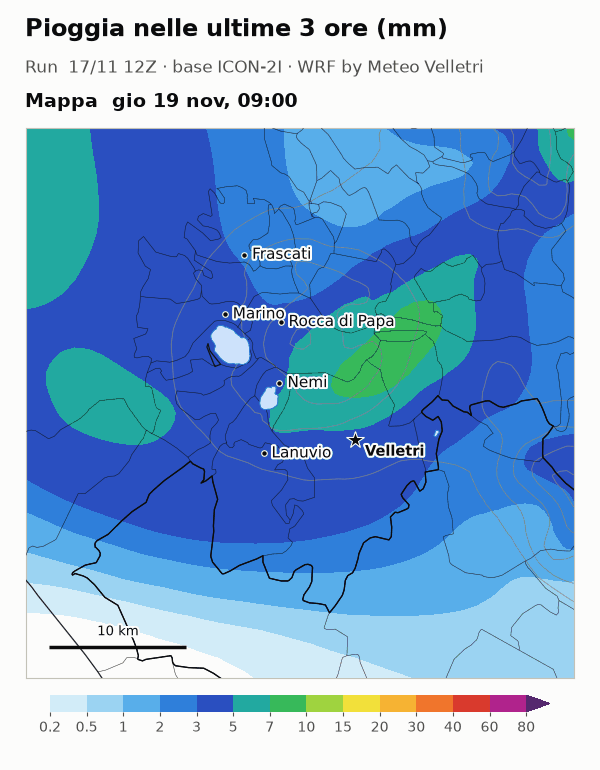 Pioggia nelle ultime 3 ore (mm)
Run 17/11 12Z · base ICON-2I · WRF by Meteo Velletri
Mappa gio 19 nov, 09:00
Frascati
Marino
Rocca di Papa
Nemi
Velletri
Lanuvio
10 km
0.2 0.5 1 2 3 5 7 10 15 20 30 40 60 80